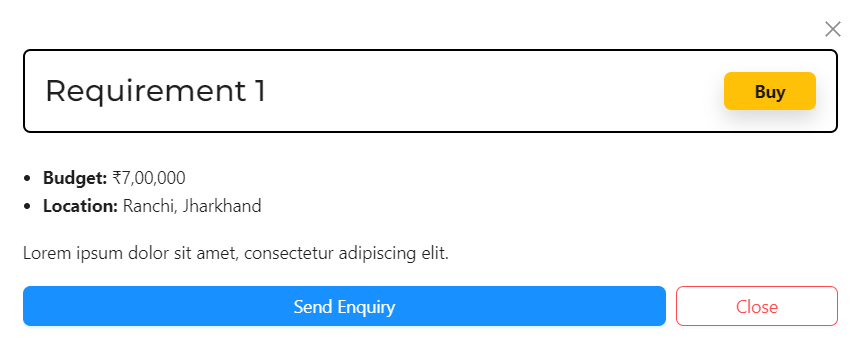 Requirement 1
Buy
Budget: ₹7,00,000
Location: Ranchi, Jharkhand
Lorem ipsum dolor sit amet, consectetur adipiscing elit.
Send Enquiry
Close